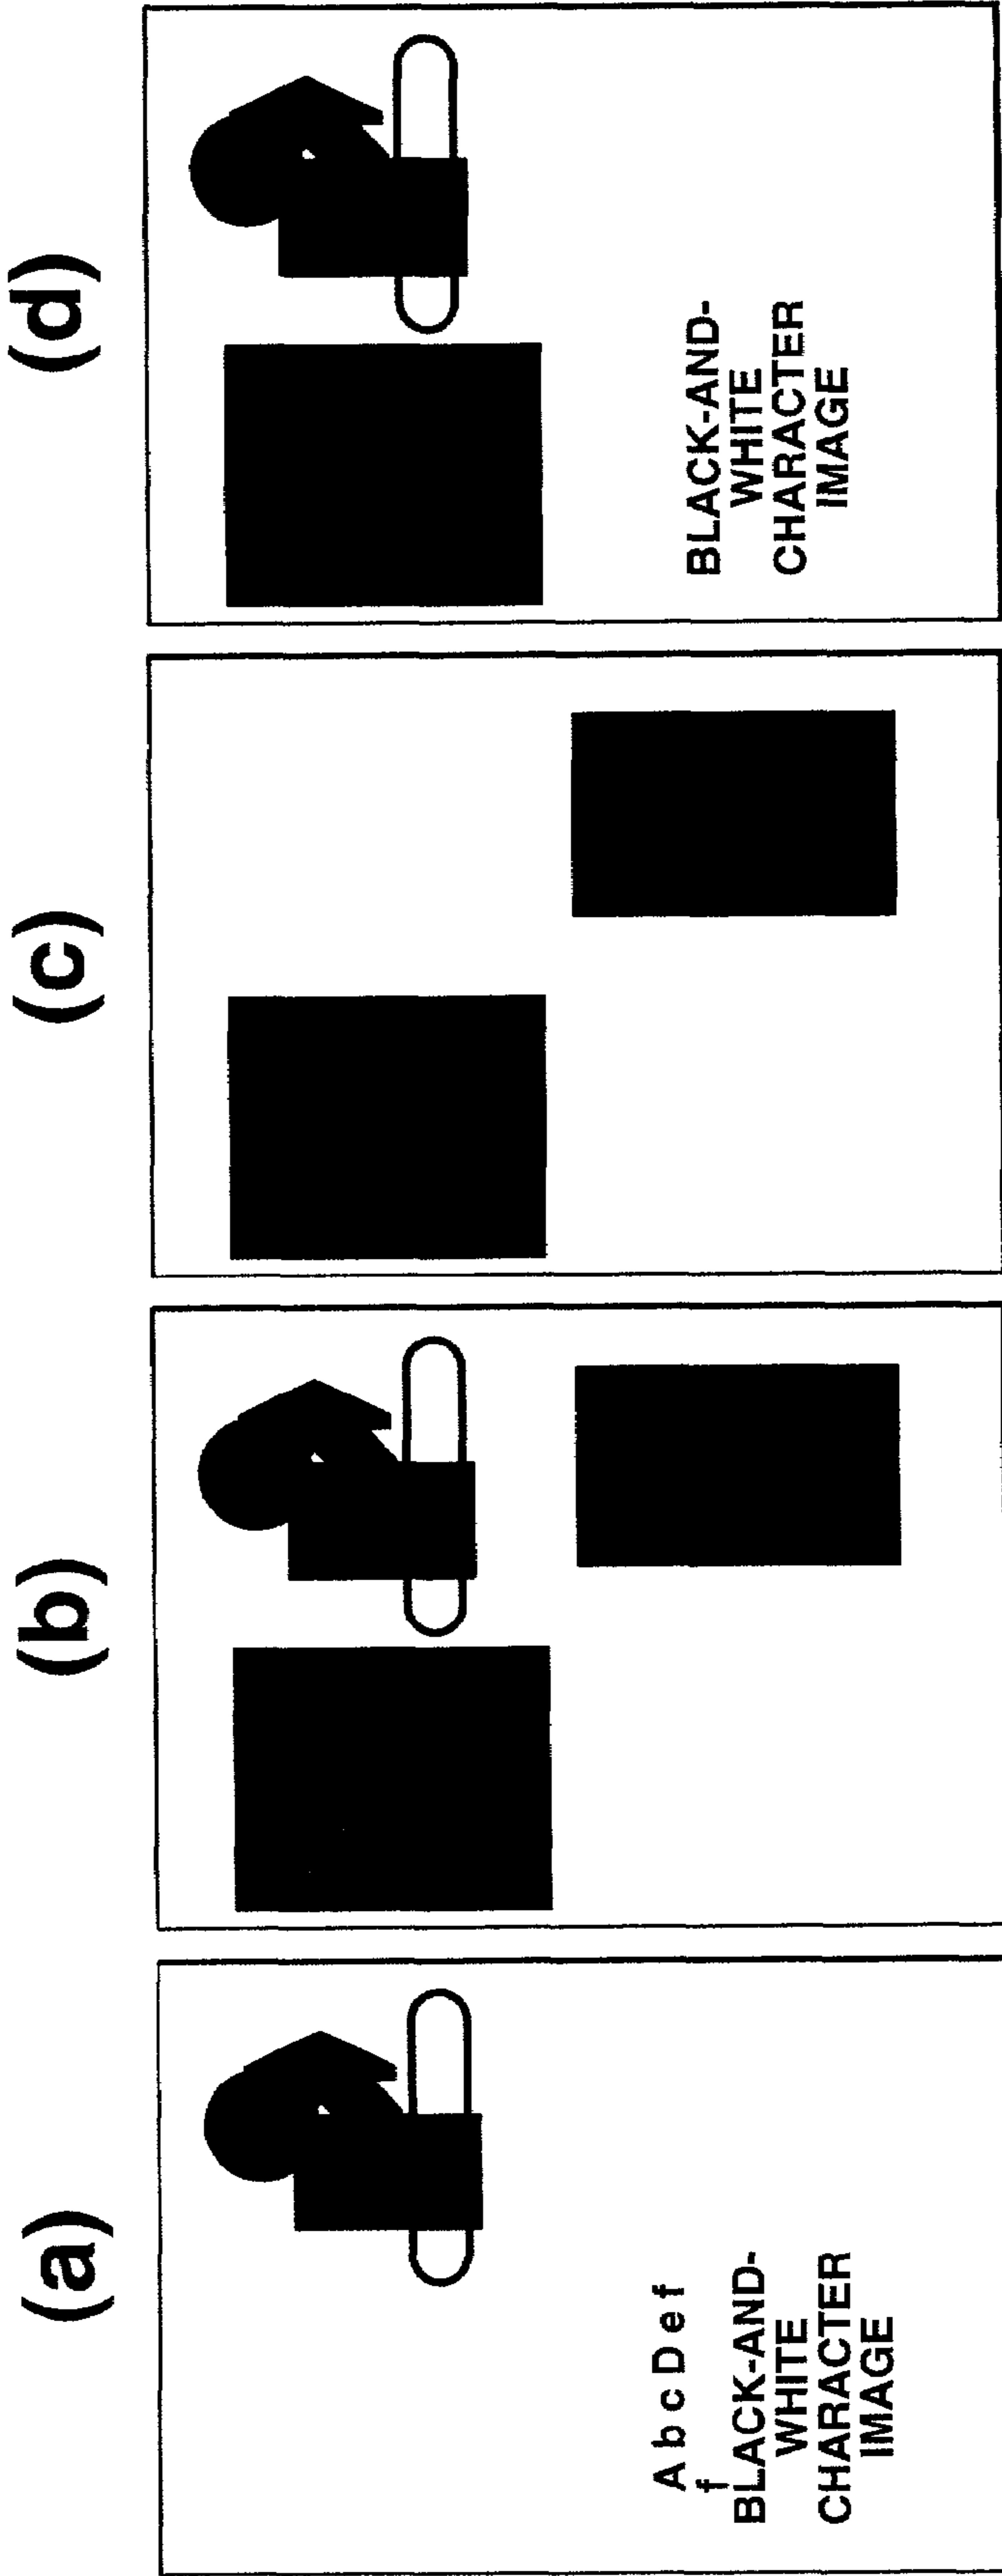 (a)
A b c D e f
f
BLACK-AND-
WHITE
CHARACTER
IMAGE
(b)
(c)
(d)
BLACK-AND-
WHITE
CHARACTER
IMAGE